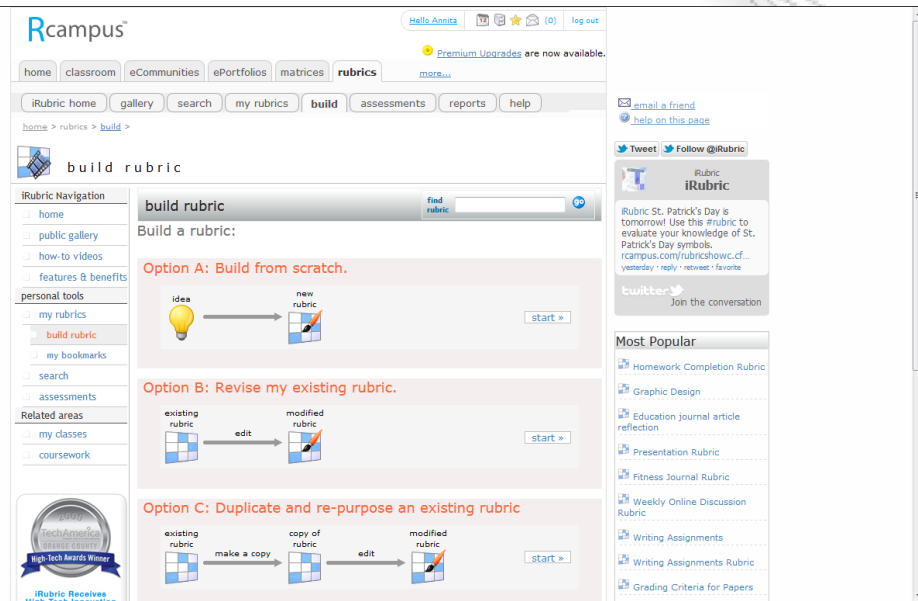 Rcampus™
Hello Annita
(0)
log out
Premium Upgrades are now available.
more...
home classroom eCommunities ePortfolios matrices rubrics
iRubric home gallery search my rubrics build assessments reports help
home > rubrics > build >
build rubric
iRubric Navigation
home
public gallery
how-to videos
features & benefits
personal tools
my rubrics
build rubric
my bookmarks
search
assessments
Related areas
my classes
coursework
2008
TechAmerica
ORANGE COUNTY
High-Tech Awards Winner
iRubric Receives
High-Tech Innovation
build rubric
find
rubric
go
Build a rubric:
Option A: Build from scratch.
idea
new
rubric
start »
Option B: Revise my existing rubric.
existing
rubric
edit
modified
rubric
start »
Option C: Duplicate and re-purpose an existing rubric
existing
rubric
make a copy
copy of
rubric
edit
modified
rubric
start »
email a friend
help on this page
Tweet Follow @iRubric
iRubric
iRubric
iRubric St. Patrick's Day is
tomorrow! Use this #rubric to
evaluate your knowledge of St.
Patrick's Day symbols.
rcampus.com/rubricshowc.cf...
yesterday · reply · retweet · favorite
twitter
Join the conversation
Most Popular
Homework Completion Rubric
Graphic Design
Education journal article
reflection
Presentation Rubric
Fitness Journal Rubric
Weekly Online Discussion
Rubric
Writing Assignments
Writing Assignments Rubric
Grading Criteria for Papers